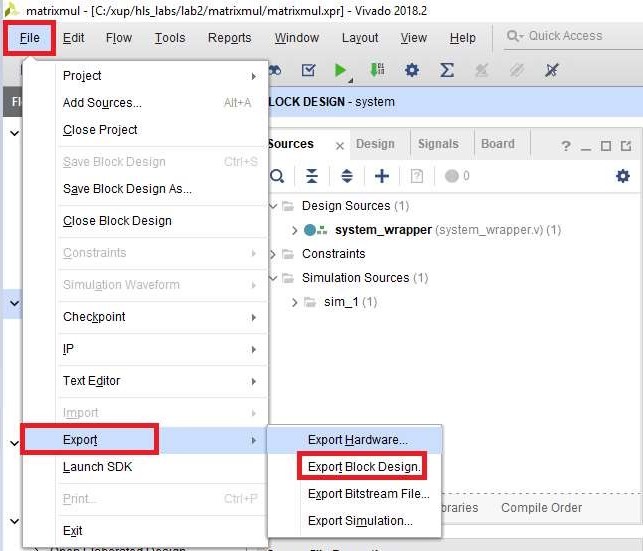 matrixmul - [C:/xup/hls_labs/lab2/matrixmul/matrixmul.xpr] - Vivado 2018.2
File Edit Flow Tools Reports Window Layout View Help Quick Access
LOCK DESIGN - system
Project
Add Sources... Alt+A
Close Project
Save Block Design Ctrl+S
Save Block Design As...
Close Block Design
Constraints
Simulation Waveform
Checkpoint
IP
Text Editor
Import
Export
Launch SDK
Print... Ctrl+P
Exit
Export Hardware...
Export Block Design.
Export Bitstream File...
Export Simulation...
Sources Design Signals Board
? 0
Design Sources (1)
system_wrapper (system_wrapper.v) (1)
Constraints
Simulation Sources (1)
sim_1 (1)
braries Compile Order